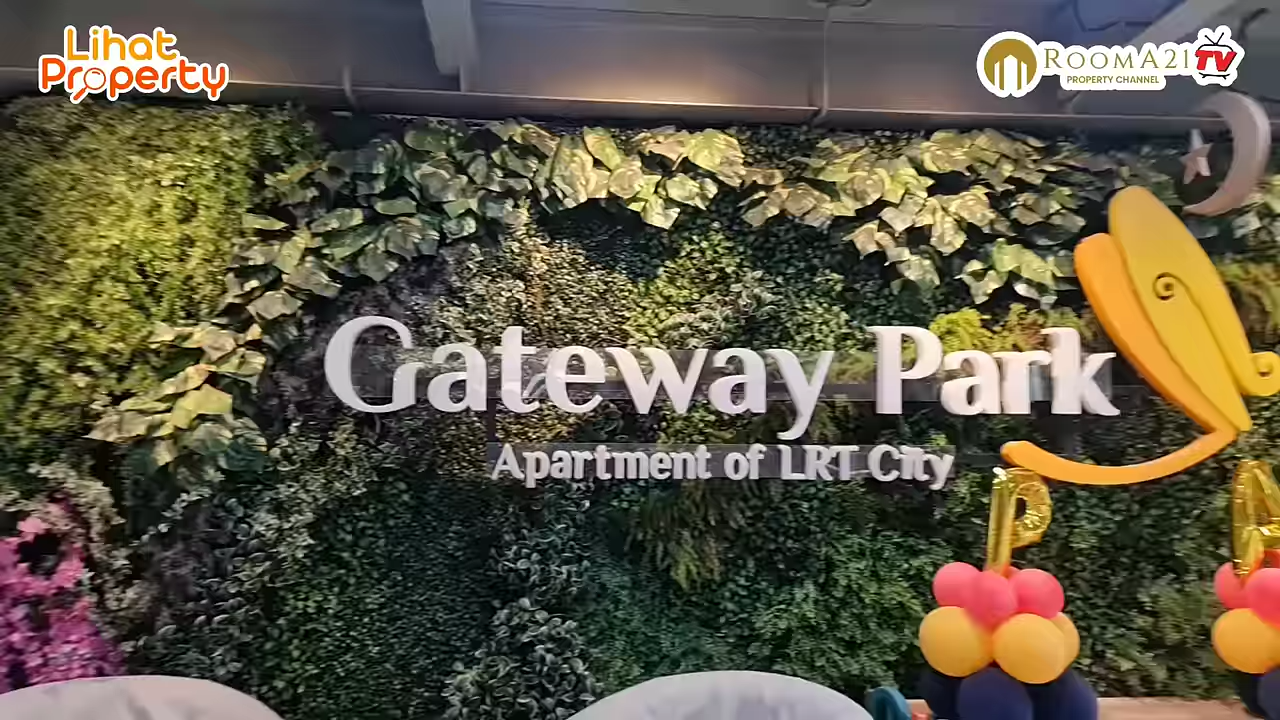 Lihat
Property
ROOMA21
TV
PROPERTY CHANNEL
Gateway Park
Apartment of LRT City
P
A